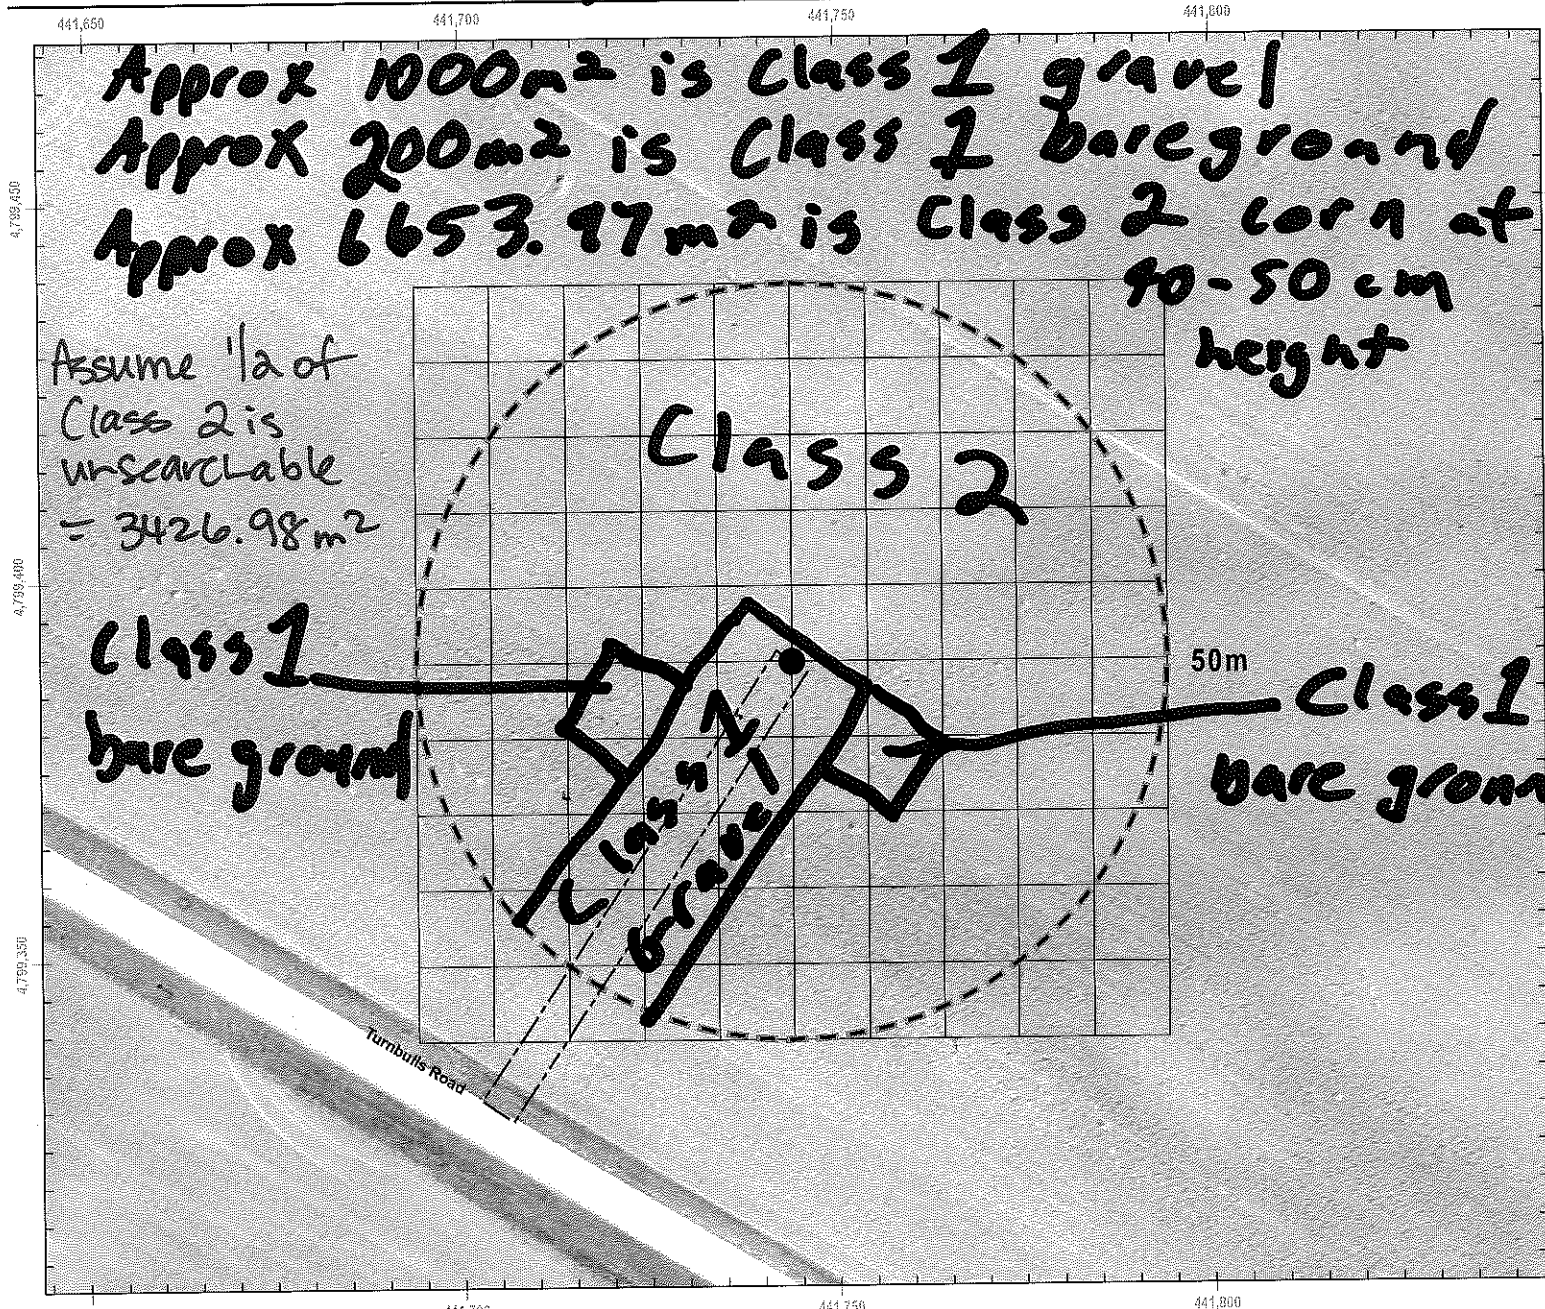 441,650 441,700 441,750 441,800
Approx 1000m² is Class 1 gravel
Approx 200m² is Class 1 bareground
4,799,450
Approx 6653.97m² is Class 2 corn at
40-50cm
height
Assume 1/2 of
Class 2 is
unsearchable
= 3426.98m²
Class 2
4,799,400
Class 1
bare ground
50m
Class 1
bare groun
Class 1
gravel
4,799,350
Turnbulls Road
441,700 441,750 441,800